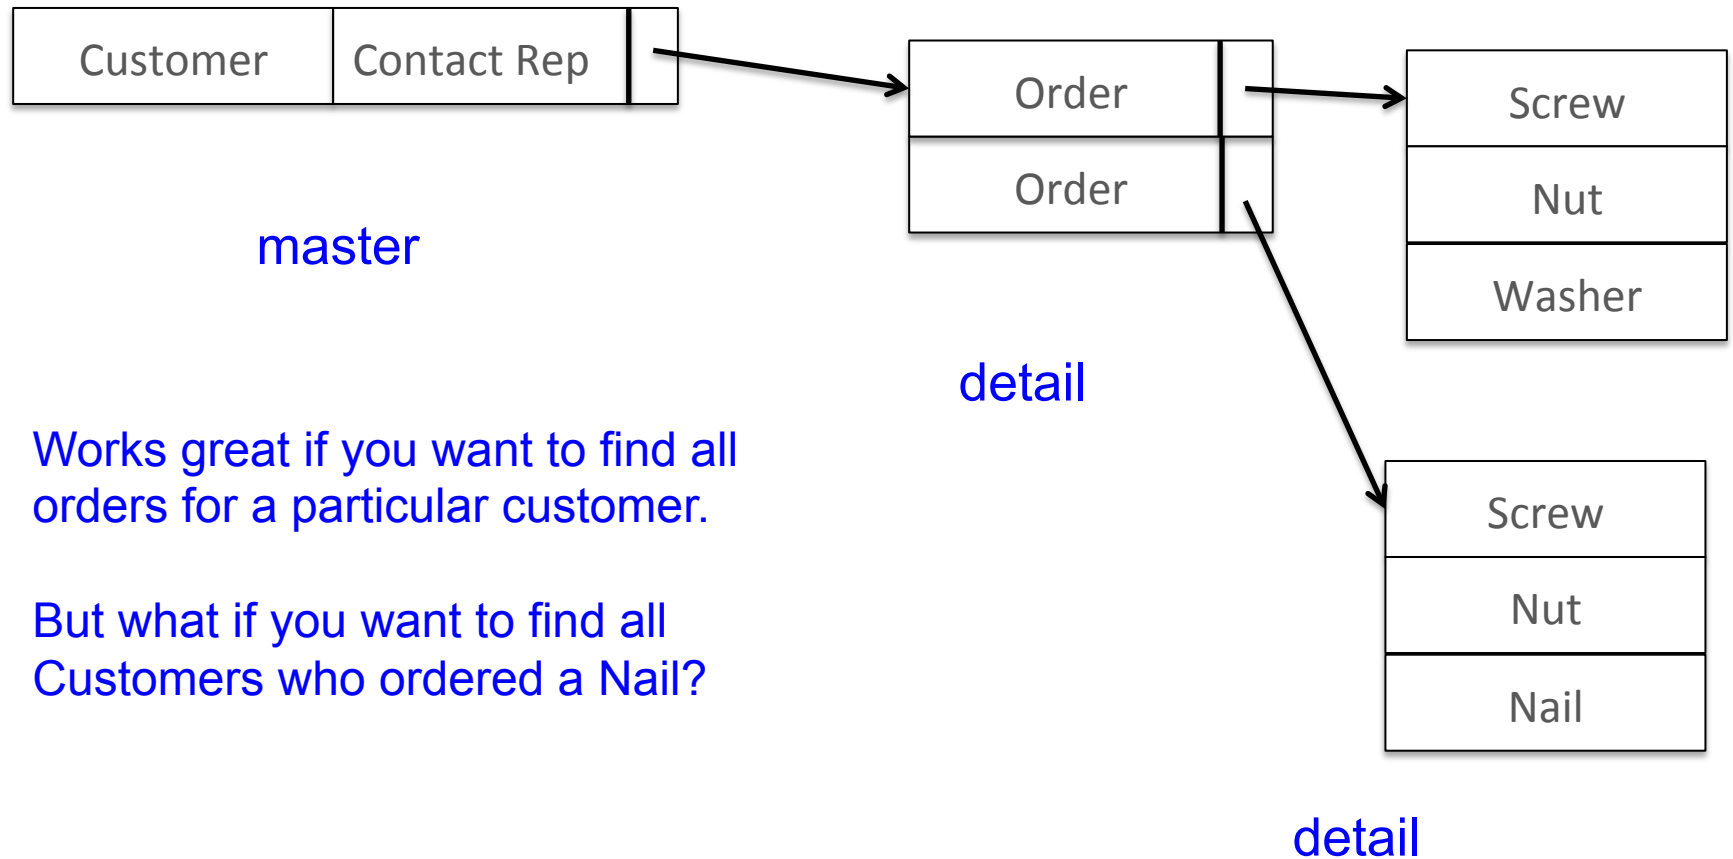 Customer Contact Rep
Order
Order
Screw
Nut
Washer
master
detail
Works great if you want to find all
orders for a particular customer.
But what if you want to find all
Customers who ordered a Nail?
Screw
Nut
Nail
detail